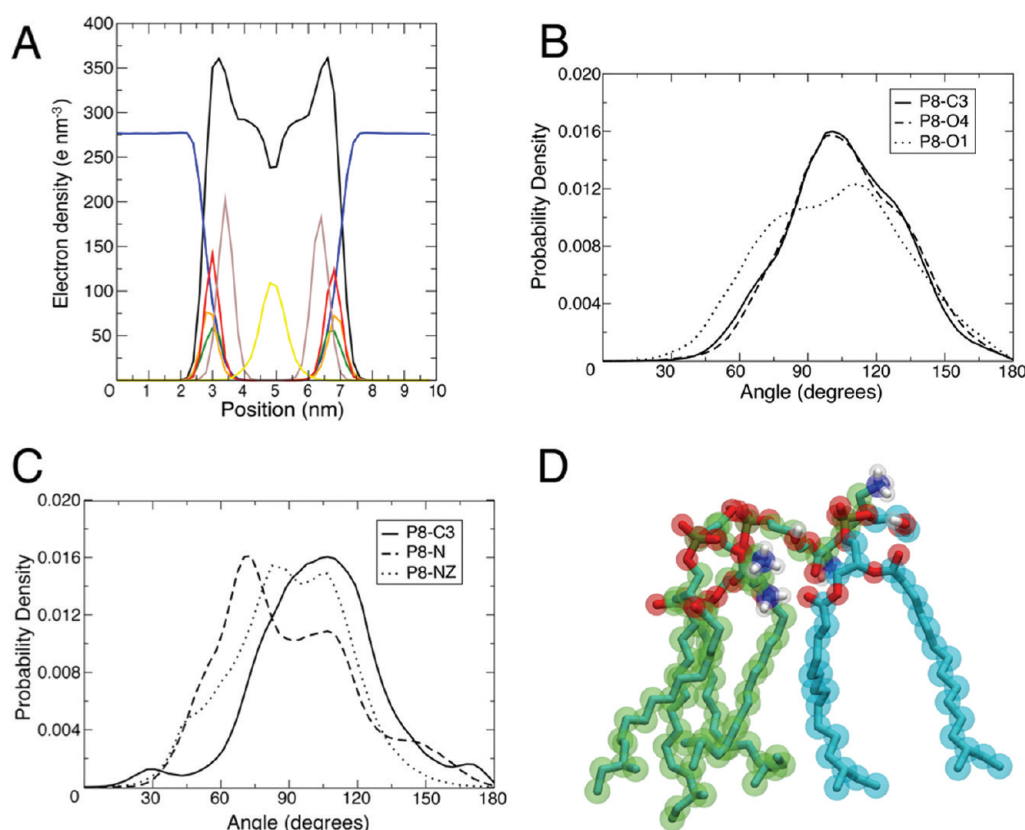 A
Electron density (e nm⁻³)
400
350
300
250
200
150
100
50
0 1 2 3 4 5 6 7 8 9 10
Position (nm)
B
Probability Density
0.020
0.016
0.012
0.008
0.004
0
30 60 90 120 150 180
Angle (degrees)
P8-C3
P8-O4
P8-O1
C
Probability Density
0.020
0.016
0.012
0.008
0.004
0.00
30 60 90 120 150 180
Angle (degrees)
P8-C3
P8-N
P8-NZ
D